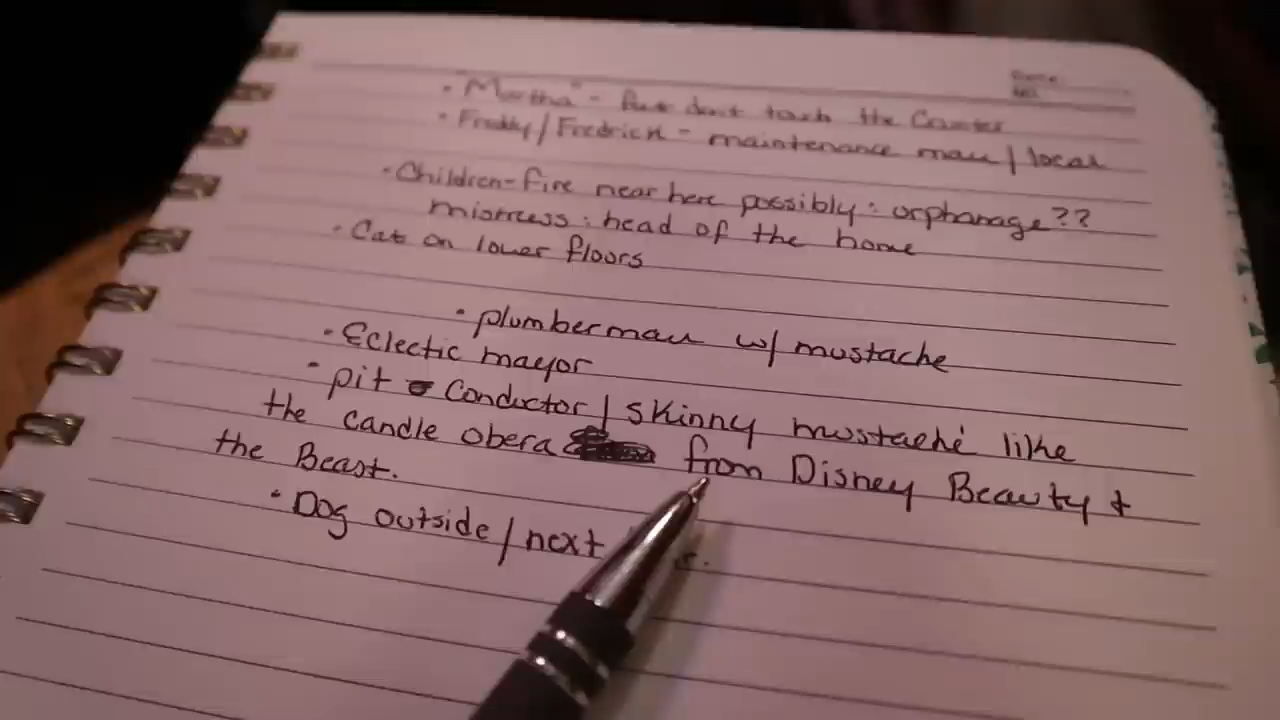 • "Martha" - But don't touch the Counter
• Freddy/Fredrich - maintenance man/local
• Children-fire near here possibly: orphanage??
mistress: head of the home
• Cat on lower floors
• plumberman w/ mustache
• Eclectic mayor
• pit Conductor/skinny mustache like
the candle obera from Disney Beauty +
the Beast.
• Dog outside/next